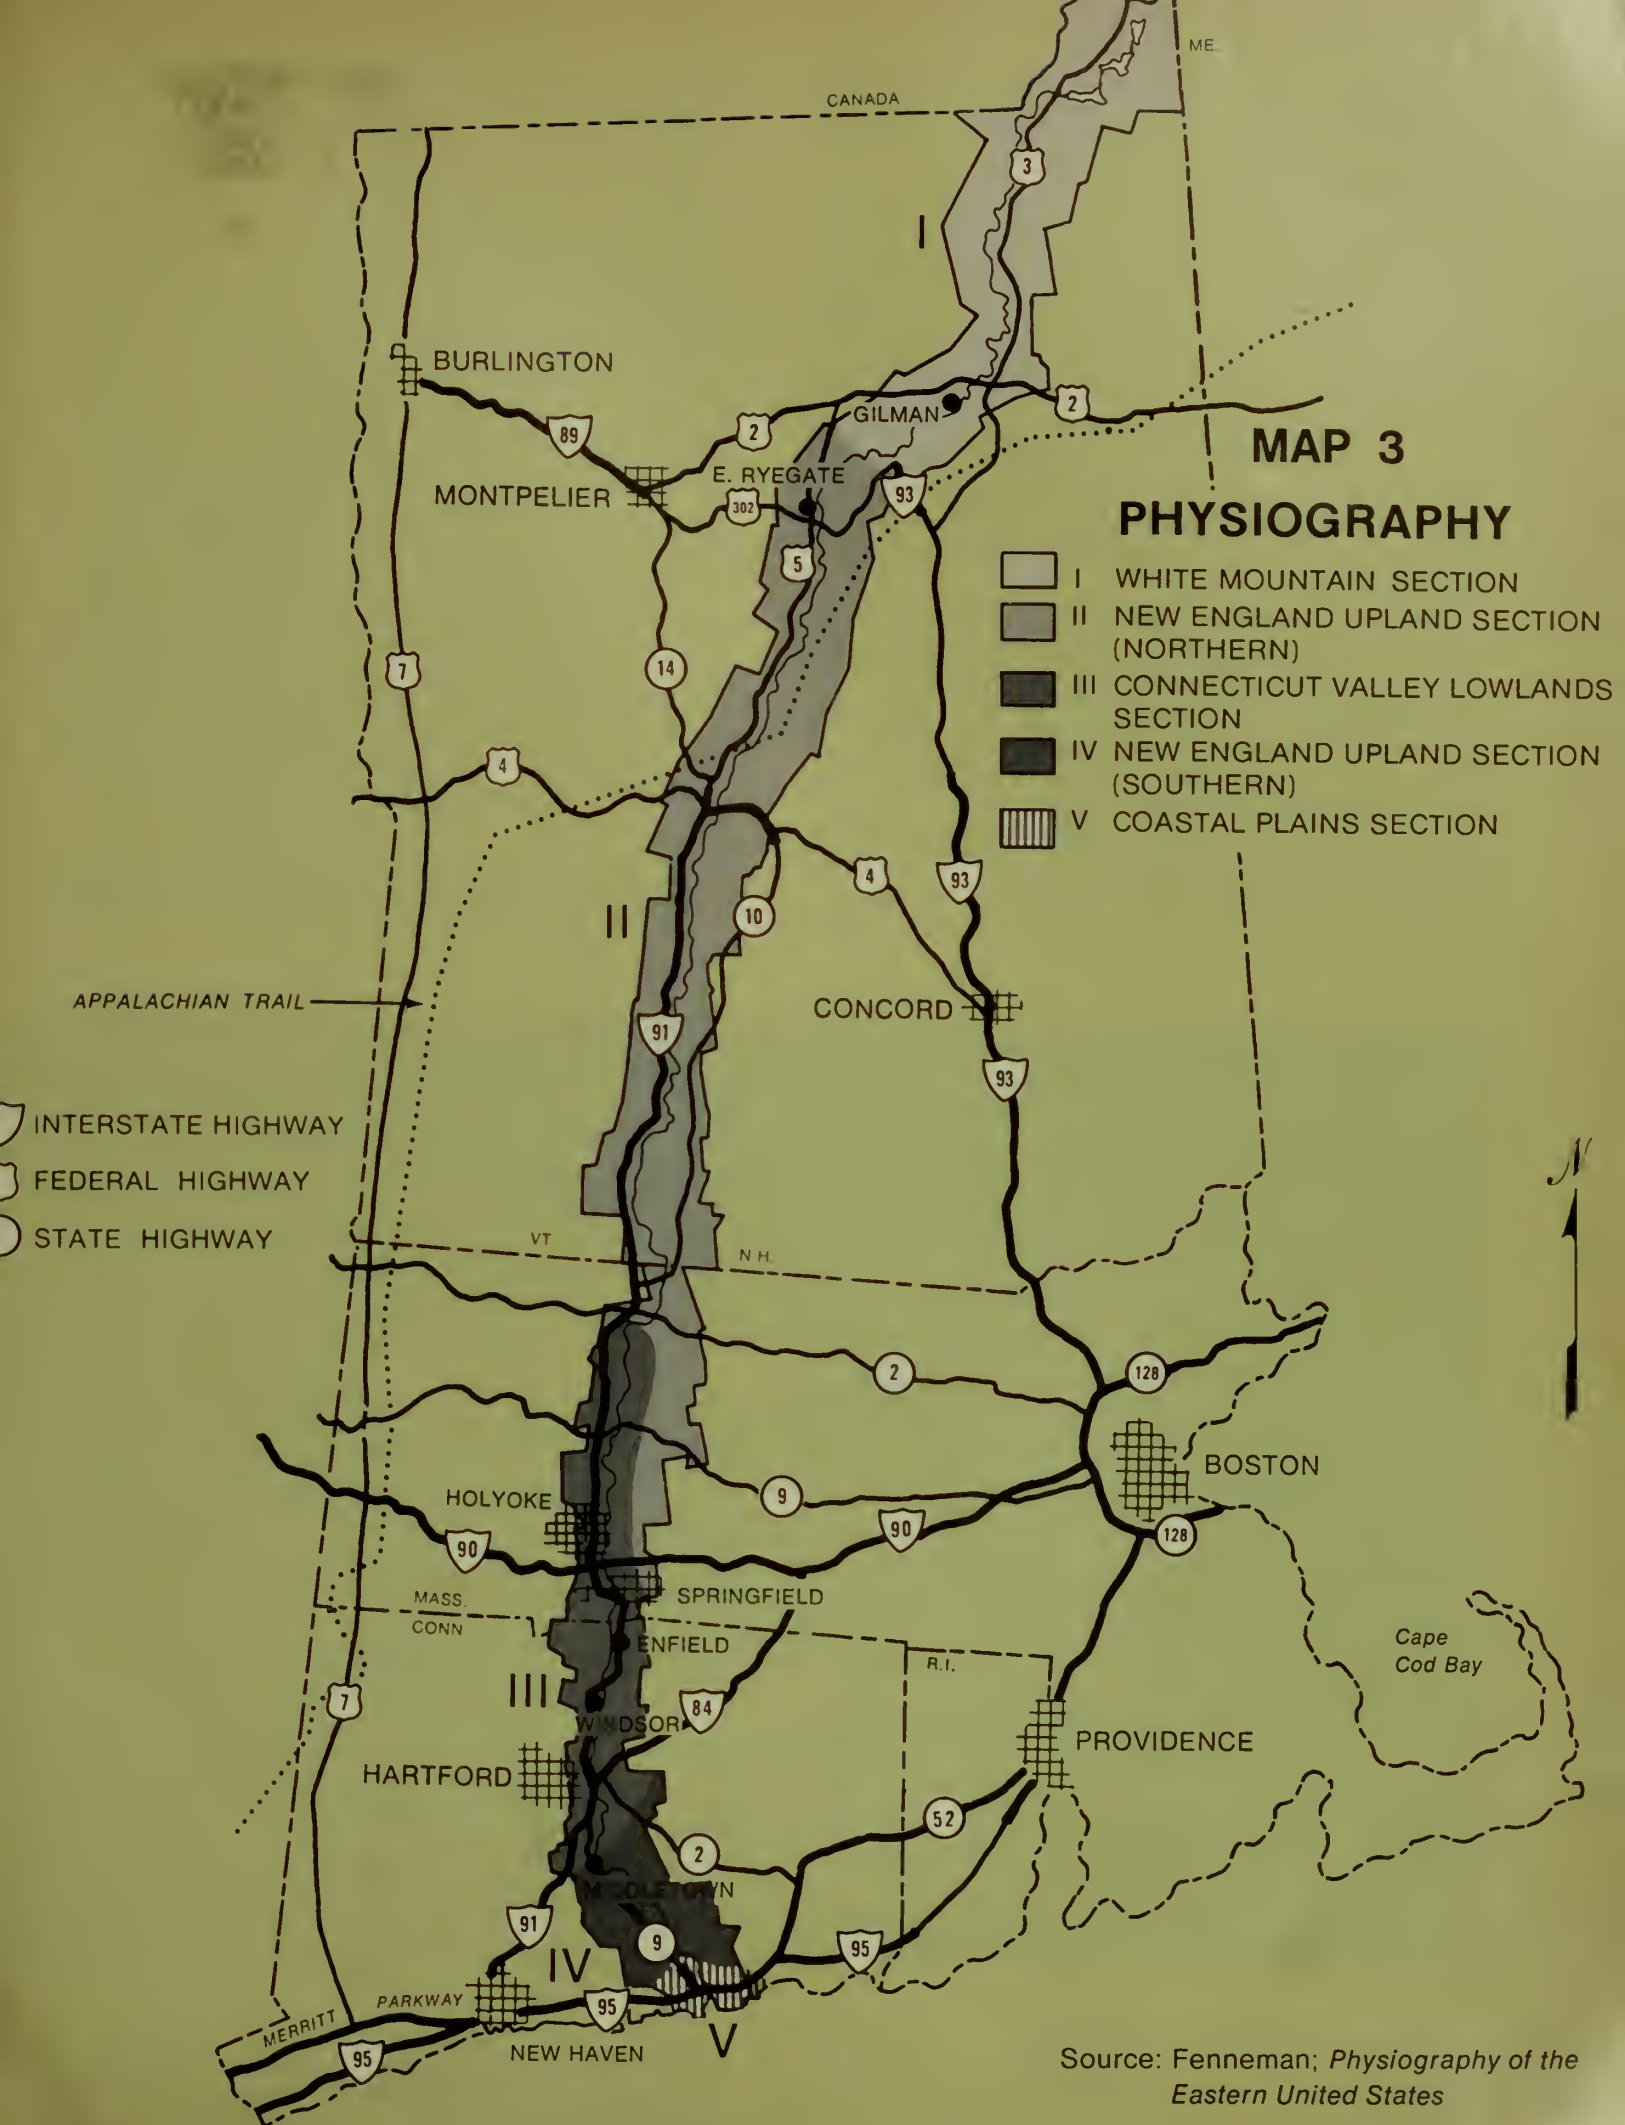 ME.
CANADA
3
I
BURLINGTON
GILMAN
2
2
89
MAP 3
E. RYEGATE
MONTPELIER
302
93
PHYSIOGRAPHY
5
I WHITE MOUNTAIN SECTION
II NEW ENGLAND UPLAND SECTION
(NORTHERN)
7
14
III CONNECTICUT VALLEY LOWLANDS
SECTION
IV NEW ENGLAND UPLAND SECTION
(SOUTHERN)
4
V COASTAL PLAINS SECTION
4
93
II
10
APPALACHIAN TRAIL
CONCORD
91
93
INTERSTATE HIGHWAY
FEDERAL HIGHWAY
STATE HIGHWAY
N
VT
N.H.
2
128
BOSTON
HOLYOKE
9
90
90
128
MASS.
SPRINGFIELD
CONN
ENFIELD
R.I.
Cape
Cod Bay
III
84
7
WINDSOR
PROVIDENCE
HARTFORD
52
2
MIDDLETOWN
91
9
95
IV
PARKWAY
95
MERRITT
V
95
NEW HAVEN
Source: Fenneman; Physiography of the
Eastern United States